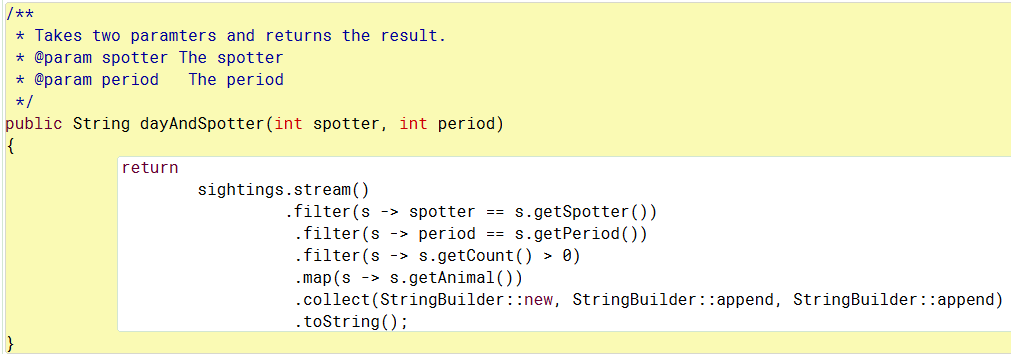 /**
 * Takes two paramters and returns the result.
 * @param spotter The spotter
 * @param period   The period
 */
public String dayAndSpotter(int spotter, int period)
{
return
sightings.stream()
.filter(s -> spotter == s.getSpotter())
.filter(s -> period == s.getPeriod())
.filter(s -> s.getCount() > 0)
.map(s -> s.getAnimal())
.collect(StringBuilder::new, StringBuilder::append, StringBuilder::append)
.toString();
}